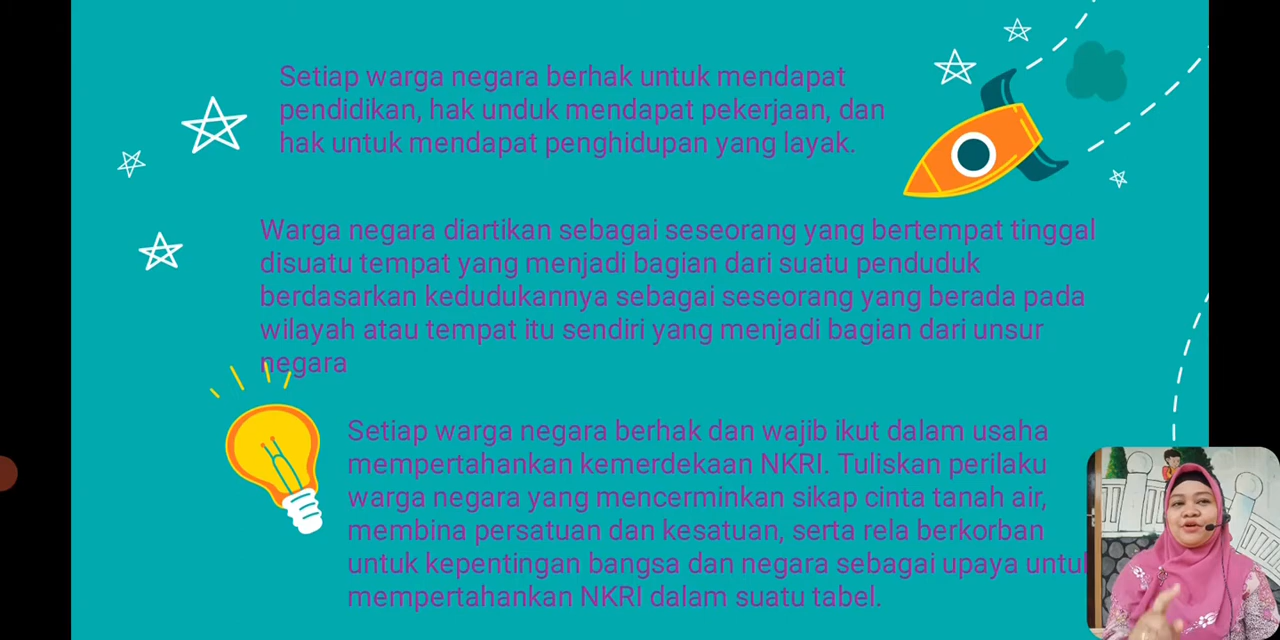 Setiap warga negara berhak untuk mendapat
pendidikan, hak unduk mendapat pekerjaan, dan
hak untuk mendapat penghidupan yang layak.
Warga negara diartikan sebagai seseorang yang bertempat tinggal
disuatu tempat yang menjadi bagian dari suatu penduduk
berdasarkan kedudukannya sebagai seseorang yang berada pada
wilayah atau tempat itu sendiri yang menjadi bagian dari unsur
negara
Setiap warga negara berhak dan wajib ikut dalam usaha
mempertahankan kemerdekaan NKRI. Tuliskan perilaku
warga negara yang mencerminkan sikap cinta tanah air,
membina persatuan dan kesatuan, serta rela berkorban
untuk kepentingan bangsa dan negara sebagai upaya untuk
mempertahankan NKRI dalam suatu tabel.